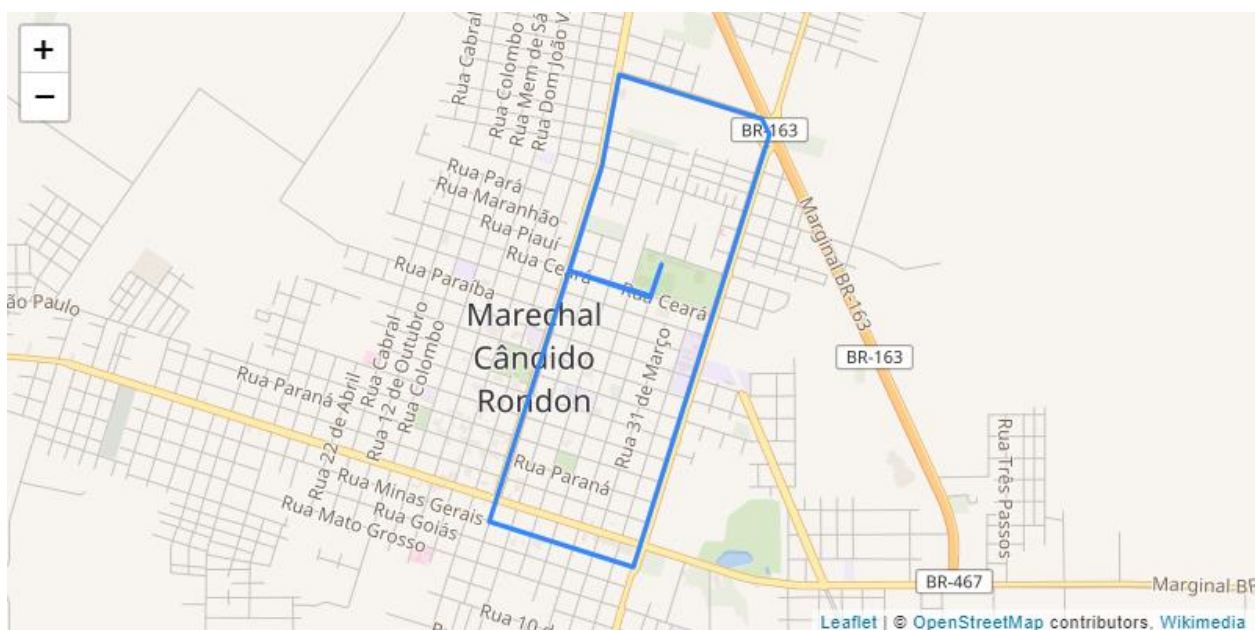 +
−
Rua Cabral
Rua Colombo
Rua Mem de Sá
Rua Dom João V
BR-163
Rua Pará
Rua Maranhão
Rua Piauí
Rua Ceará
Rua Paraíba
Rua Ceará
Marginal BR-163
ão Paulo
Marechal
Cândido
Rondon
Rua Cabral
Rua 12 de Outubro
Rua Colombo
Rua 31 de Março
BR-163
Rua Paraná
Rua 22 de Abril
Rua Paraná
Rua Três Passos
Rua Minas Gerais
Rua Goiás
Rua Mato Grosso
BR-467
Marginal BR
Rua 10 d
Leaflet | © OpenStreetMap contributors, Wikimedia